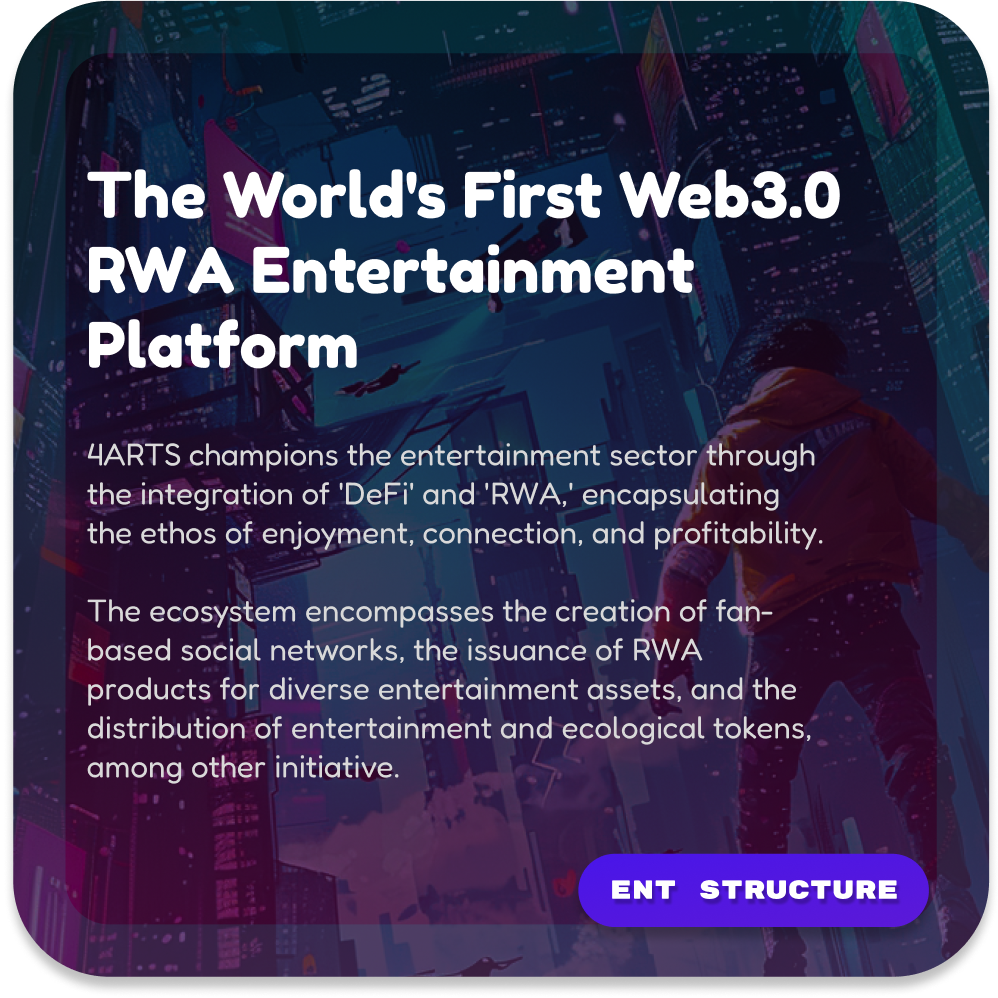 The World's First Web3.0
RWA Entertainment
Platform
4ARTS champions the entertainment sector through
the integration of 'DeFi' and 'RWA,' encapsulating
the ethos of enjoyment, connection, and profitability.
The ecosystem encompasses the creation of fan-
based social networks, the issuance of RWA
products for diverse entertainment assets, and the
distribution of entertainment and ecological tokens,
among other initiative.
ENT STRUCTURE